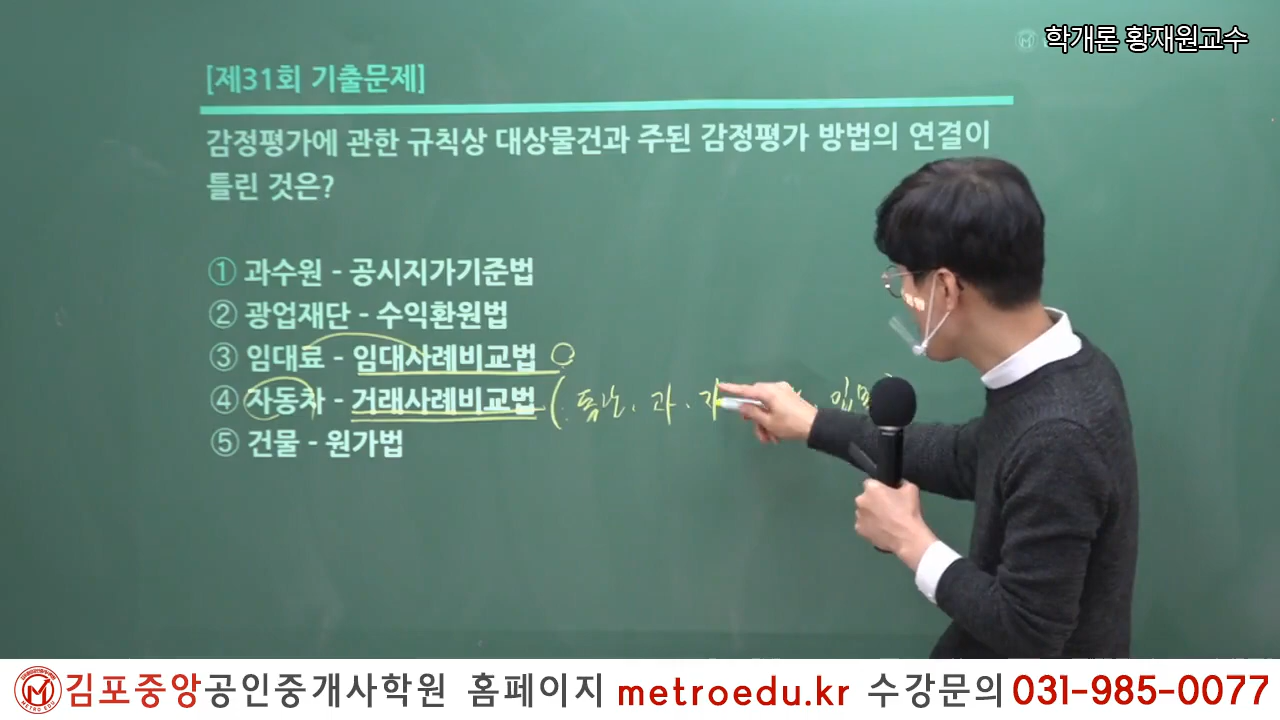 학개론 황재원교수
[제31회 기출문제]
감정평가에 관한 규칙상 대상물건과 주된 감정평가 방법의 연결이
틀린 것은?
① 과수원 - 공시지가기준법
② 광업재단 - 수익환원법
③ 임대료 - 임대사례비교법
④ 자동차 - 거래사례비교법
⑤ 건물 - 원가법
김포중앙공인중개사학원 홈페이지 metroedu.kr 수강문의 031-985-0077